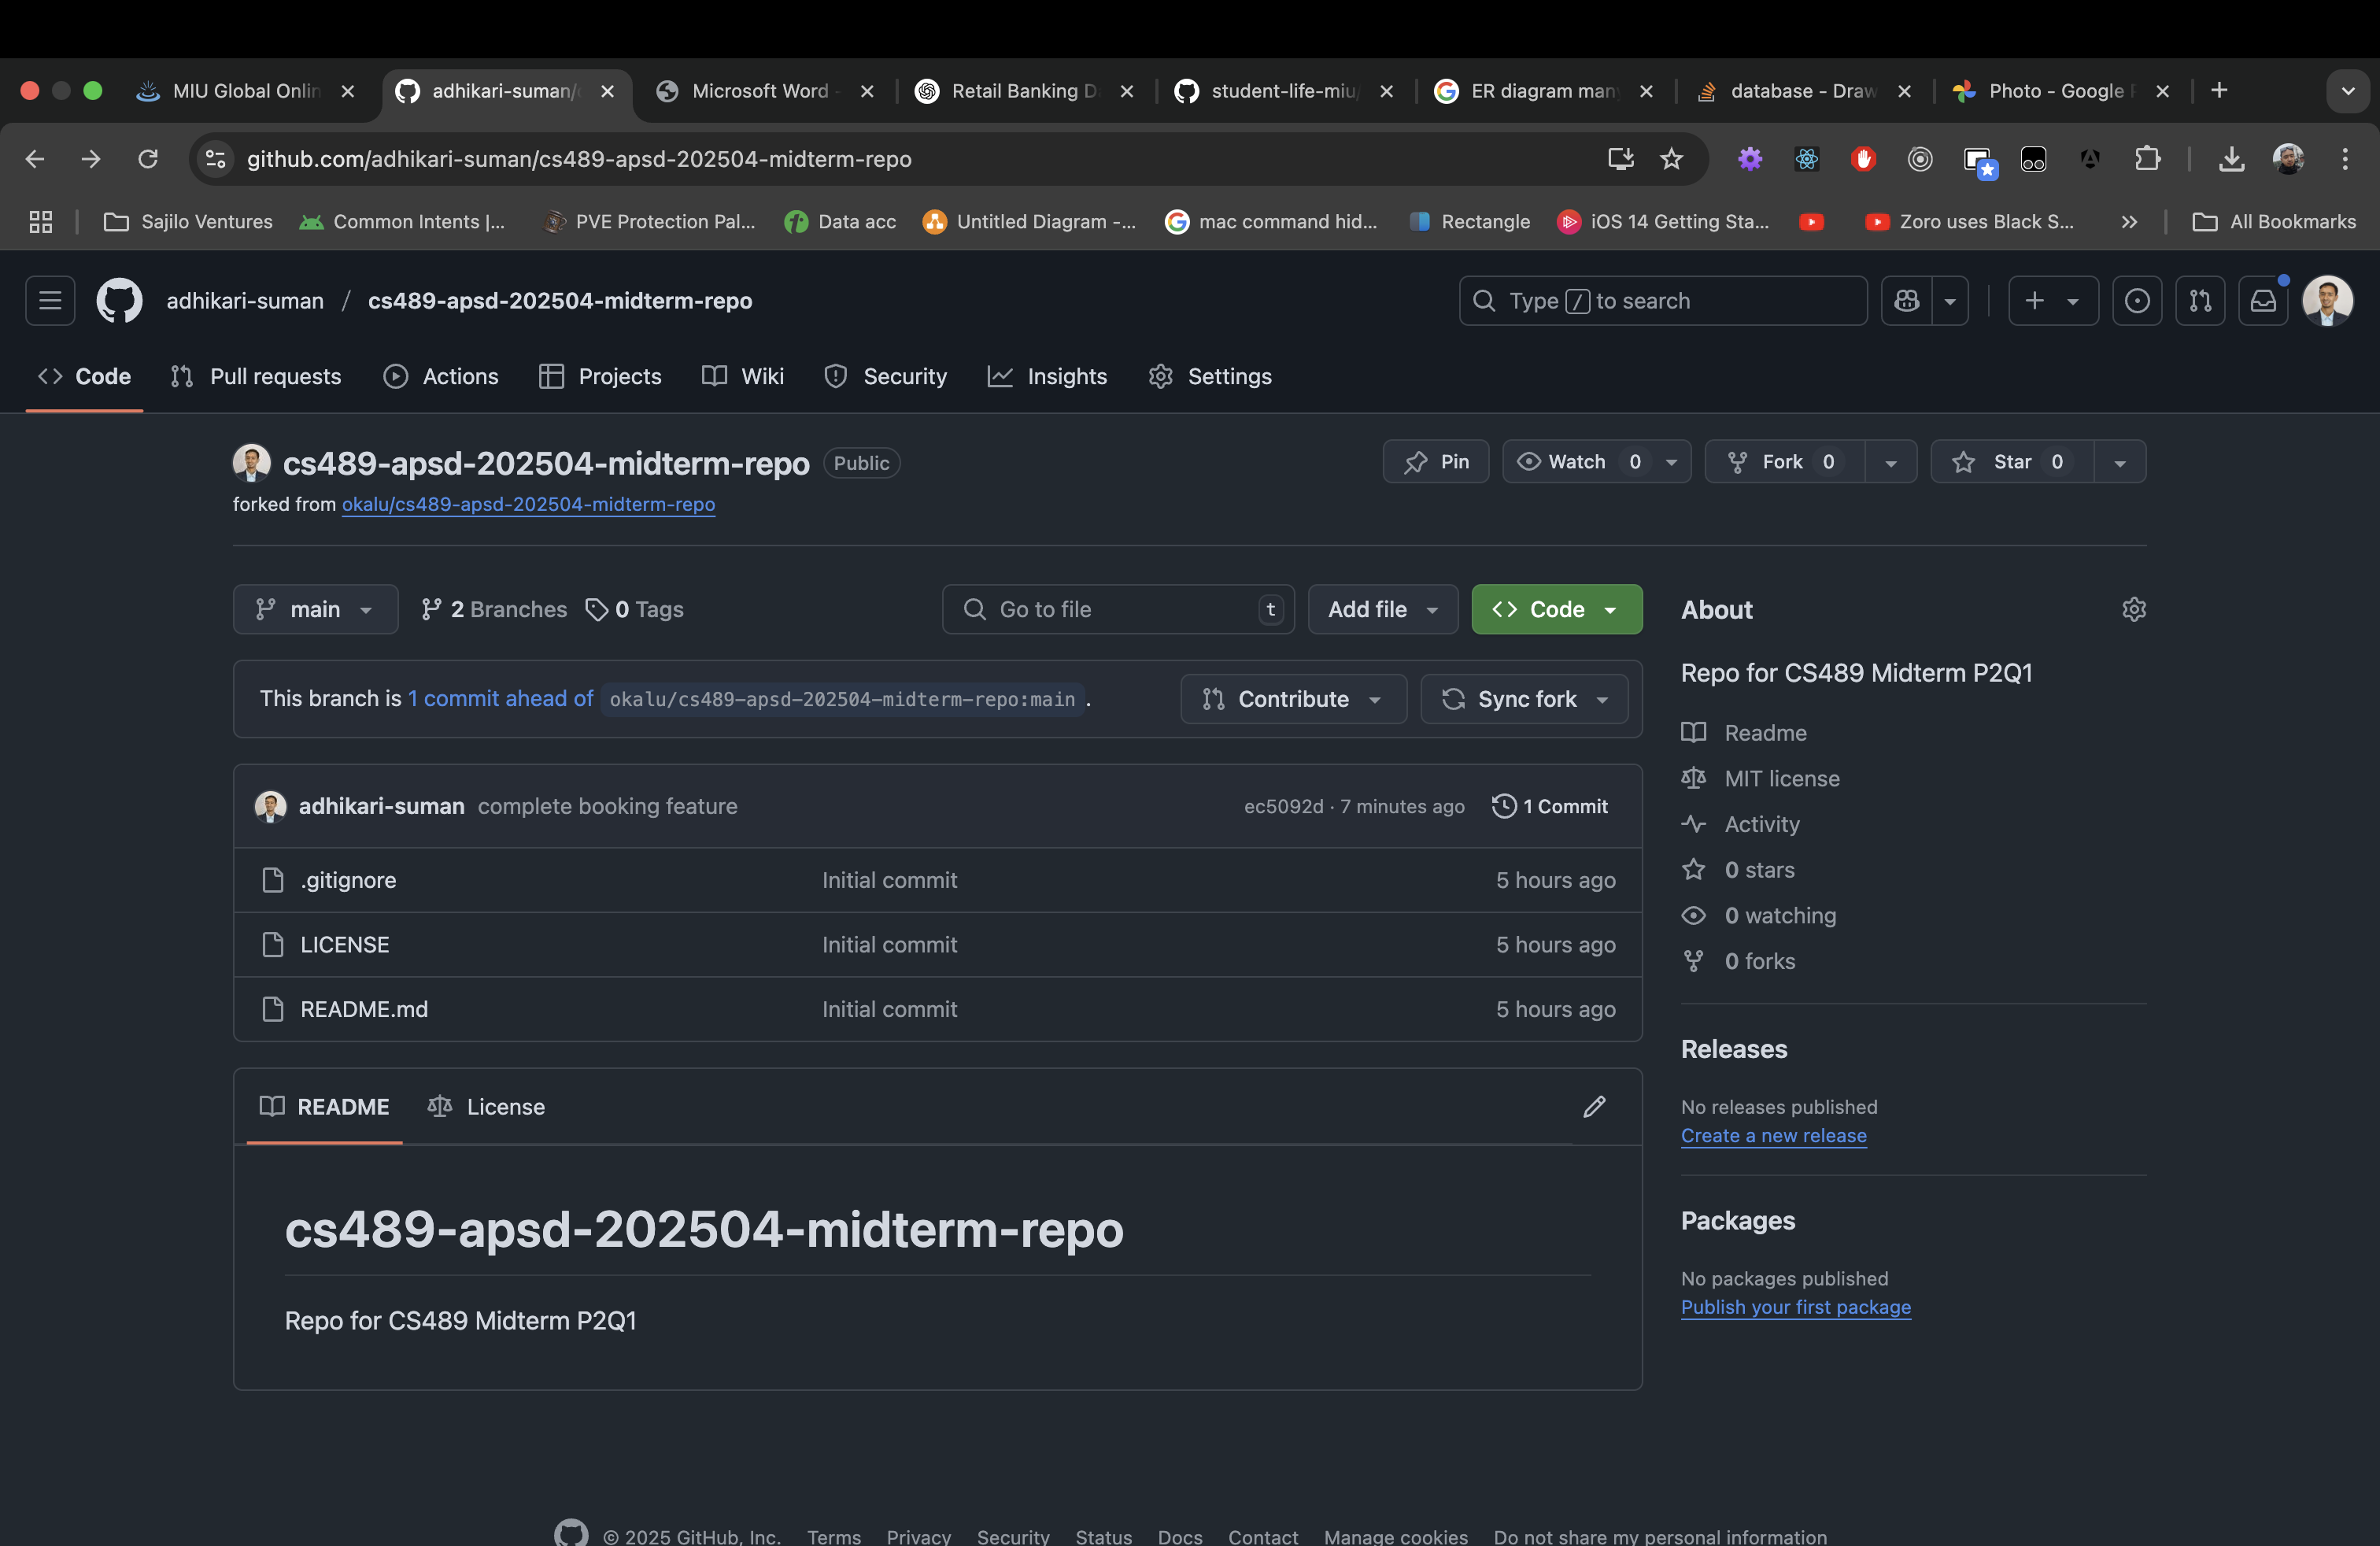 MIU Global Onlin
adhikari-suman/c
Microsoft Word -
Retail Banking D
student-life-miu/
ER diagram man
database - Draw
Photo - Google P
github.com/adhikari-suman/cs489-apsd-202504-midterm-repo
Sajilo Ventures
Common Intents |...
PVE Protection Pal...
Data acc
Untitled Diagram -...
mac command hid...
Rectangle
iOS 14 Getting Sta...
Zoro uses Black S...
All Bookmarks
adhikari-suman / cs489-apsd-202504-midterm-repo
Type / to search
Code
Pull requests
Actions
Projects
Wiki
Security
Insights
Settings
cs489-apsd-202504-midterm-repo Public
Pin
Watch 0
Fork 0
Star 0
forked from okalu/cs489-apsd-202504-midterm-repo
main
2 Branches
0 Tags
Go to file t
Add file
Code
This branch is 1 commit ahead of okalu/cs489-apsd-202504-midterm-repo:main .
Contribute
Sync fork
adhikari-suman complete booking feature ec5092d · 7 minutes ago 1 Commit
.gitignore Initial commit 5 hours ago
LICENSE Initial commit 5 hours ago
README.md Initial commit 5 hours ago
README
License
cs489-apsd-202504-midterm-repo
Repo for CS489 Midterm P2Q1
About
Repo for CS489 Midterm P2Q1
Readme
MIT license
Activity
0 stars
0 watching
0 forks
Releases
No releases published
Create a new release
Packages
No packages published
Publish your first package
© 2025 GitHub, Inc. Terms Privacy Security Status Docs Contact Manage cookies Do not share my personal information